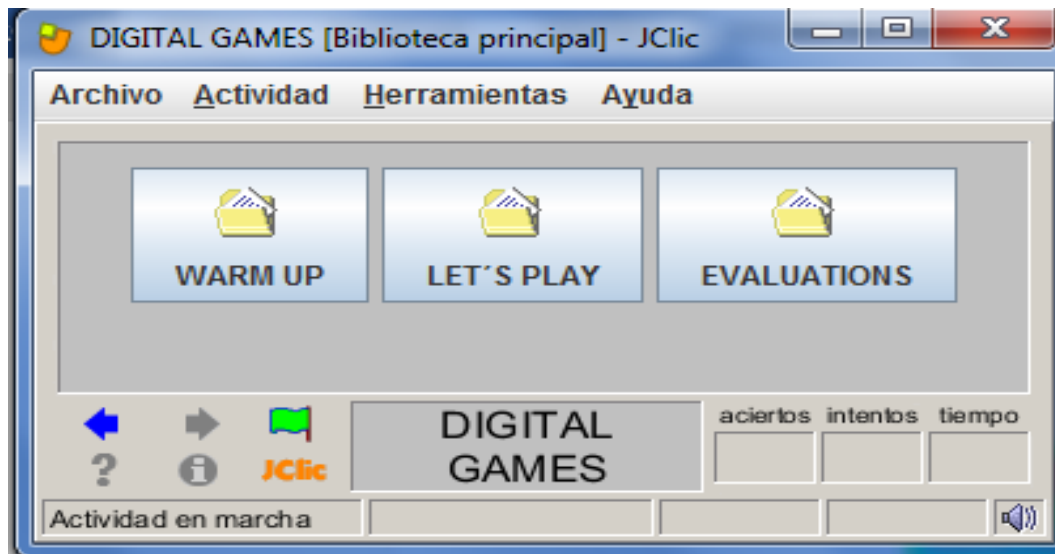 DIGITAL GAMES [Biblioteca principal] - JClic
Archivo Actividad Herramientas Ayuda
WARM UP LET´S PLAY EVALUATIONS
DIGITAL GAMES
aciertos intentos tiempo
? i JClic
Actividad en marcha